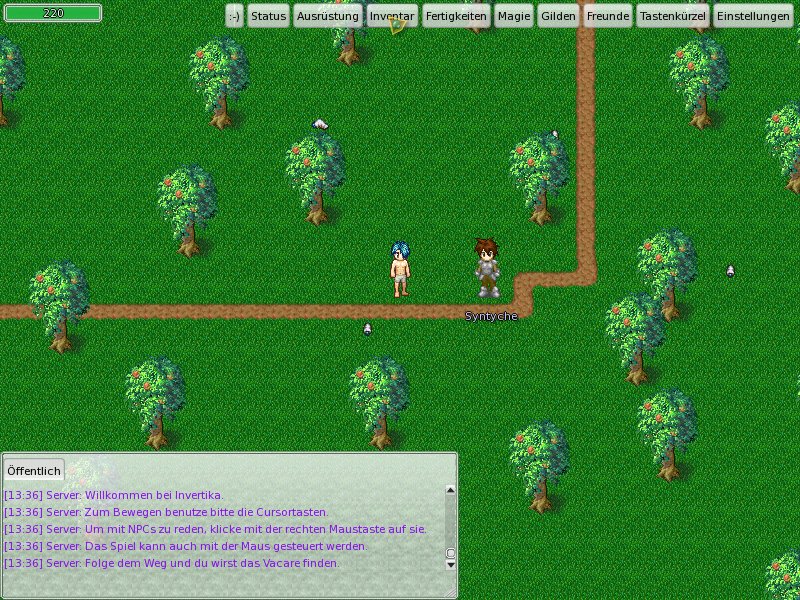 220
:-) Status Ausrüstung Inventar Fertigkeiten Magie Gilden Freunde Tastenkürzel Einstellungen
Syntyche
Öffentlich
[13:36] Server: Willkommen bei Invertika.
[13:36] Server: Zum Bewegen benutze bitte die Cursortasten.
[13:36] Server: Um mit NPCs zu reden, klicke mit der rechten Maustaste auf sie.
[13:36] Server: Das Spiel kann auch mit der Maus gesteuert werden.
[13:36] Server: Folge dem Weg und du wirst das Vacare finden.